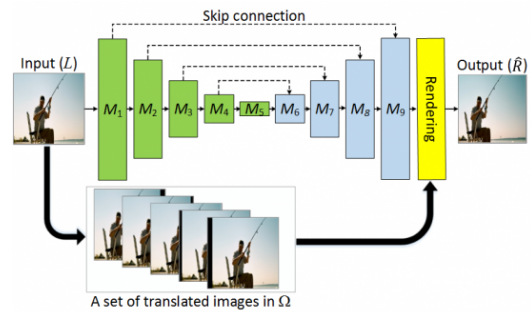 Skip connection
Input (L)
Output (R̂)
M1
M2
M3
M4
M5
M6
M7
M8
M9
Rendering
A set of translated images in Ω